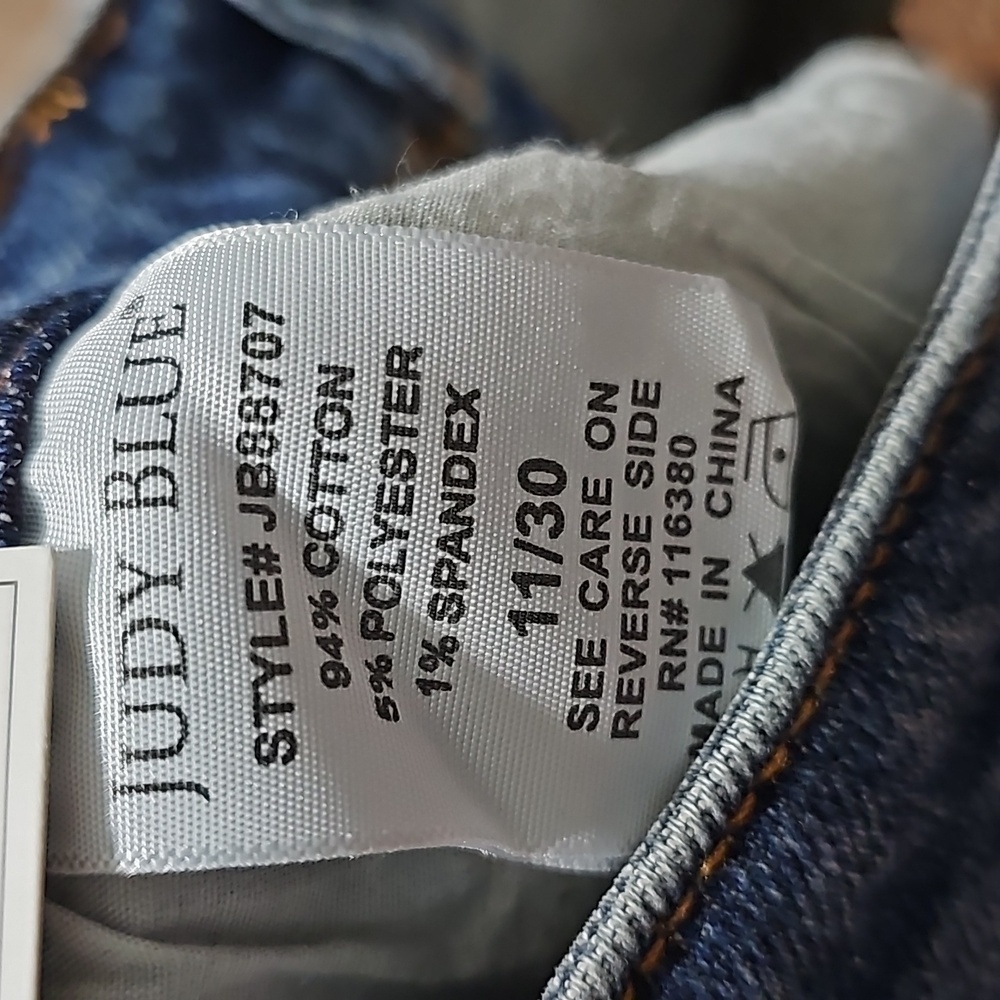 JUDY BLUE®
STYLE# JB88707
94% COTTON
5% POLYESTER
1% SPANDEX
11/30
SEE CARE ON
REVERSE SIDE
RN# 116380
MADE IN CHINA